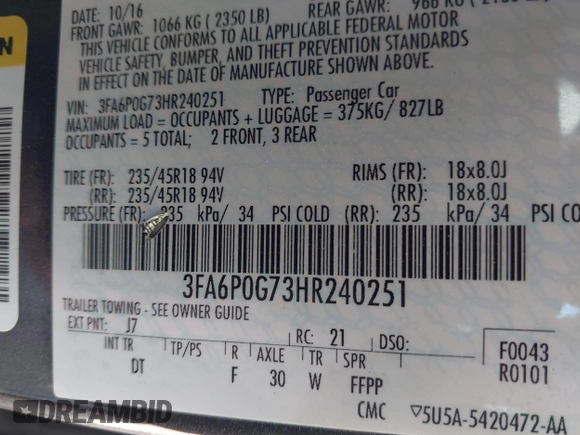 DATE: 10/16
FRONT GAWR: 1066 KG ( 2350 LB)
REAR GAWR: 966 KG
THIS VEHICLE CONFORMS TO ALL APPLICABLE FEDERAL MOTOR
VEHICLE SAFETY, BUMPER, AND THEFT PREVENTION STANDARDS
IN EFFECT ON THE DATE OF MANUFACTURE SHOWN ABOVE.
VIN: 3FA6P0G73HR240251 TYPE: Passenger Car
MAXIMUM LOAD = OCCUPANTS + LUGGAGE = 375KG/ 827LB
OCCUPANTS = 5 TOTAL; 2 FRONT, 3 REAR
TIRE (FR): 235/45R18 94V RIMS (FR): 18x8.0J
(RR): 235/45R18 94V (RR): 18x8.0J
PRESSURE (FR): 235 kPa/ 34 PSI COLD (RR): 235 kPa/ 34 PSI
3FA6P0G73HR240251
TRAILER TOWING - SEE OWNER GUIDE
EXT PNT: J7 RC: 21 DSO:
INT TR TP/PS R AXLE TR SPR
DT F 30 W FFPP
F0043
R0101
CMC ▽5U5A-5420472-AA
DREAMBID